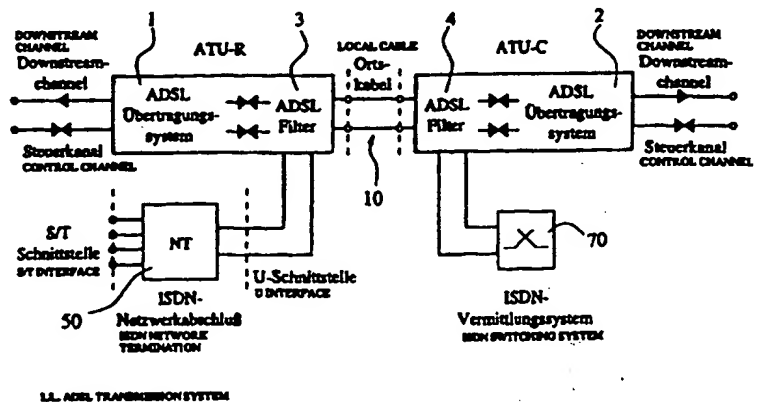 1
3
4
2
DOWNSTREAM
CHANNEL
Downstream-
channel
ATU-R
LOCAL CABLE
Orts-
kabel
ATU-C
DOWNSTREAM
CHANNEL
Downstream-
channel
ADSL
Übertragungs-
system
ADSL
Filter
ADSL
Filter
ADSL
Übertragungs-
system
Steuerkanal
CONTROL CHANNEL
10
Steuerkanal
CONTROL CHANNEL
S/T
Schnittstelle
S/T INTERFACE
NT
U-Schnittstelle
U INTERFACE
70
50
ISDN-
Netzwerkabschluß
ISDN NETWORK
TERMINATION
ISDN-
Vermittlungssystem
ISDN SWITCHING SYSTEM
ADSL TRANSMISSION SYSTEM